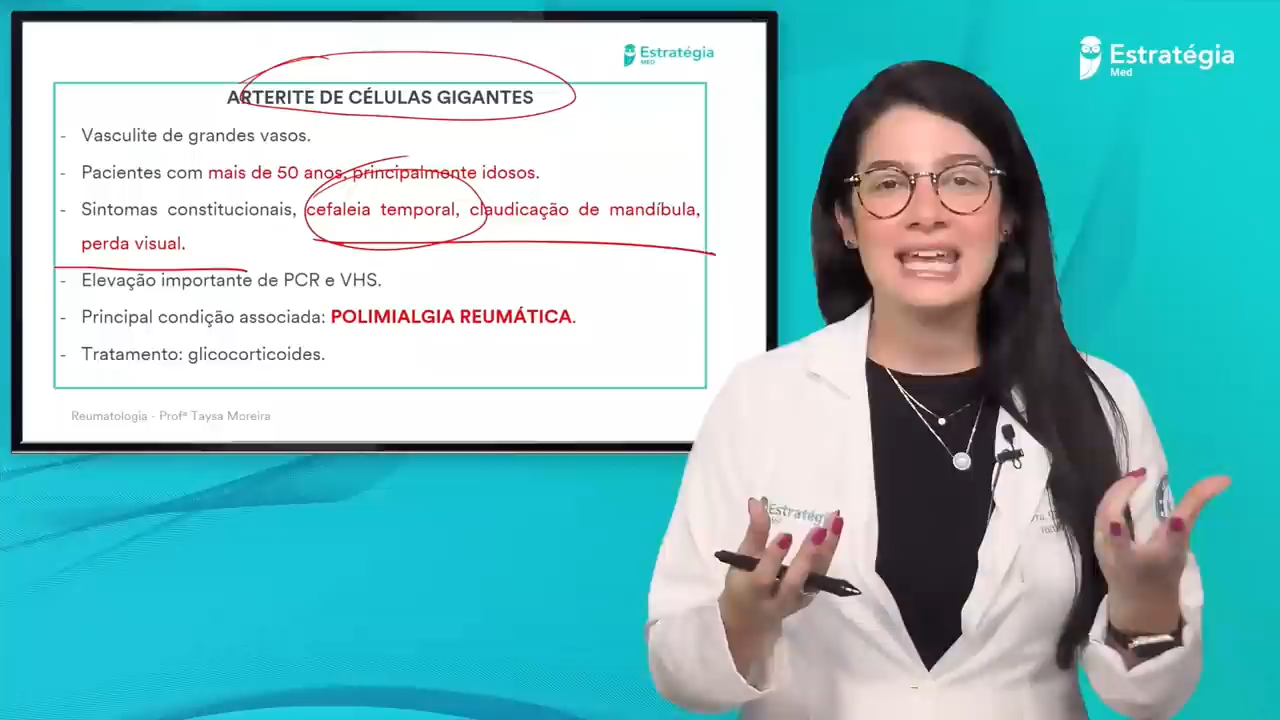 Estratégia
MED
ARTERITE DE CÉLULAS GIGANTES
- Vasculite de grandes vasos.
- Pacientes com mais de 50 anos, principalmente idosos.
- Sintomas constitucionais, cefaleia temporal, claudicação de mandíbula,
perda visual.
- Elevação importante de PCR e VHS.
- Principal condição associada: POLIMIALGIA REUMÁTICA.
- Tratamento: glicocorticoides.
Reumatologia - Profª Taysa Moreira
Estratégia
Med
Estratégia